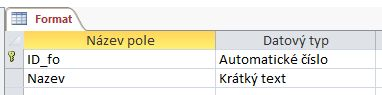 Format
Název pole Datový typ
ID_fo Automatické číslo
Nazev Krátký text